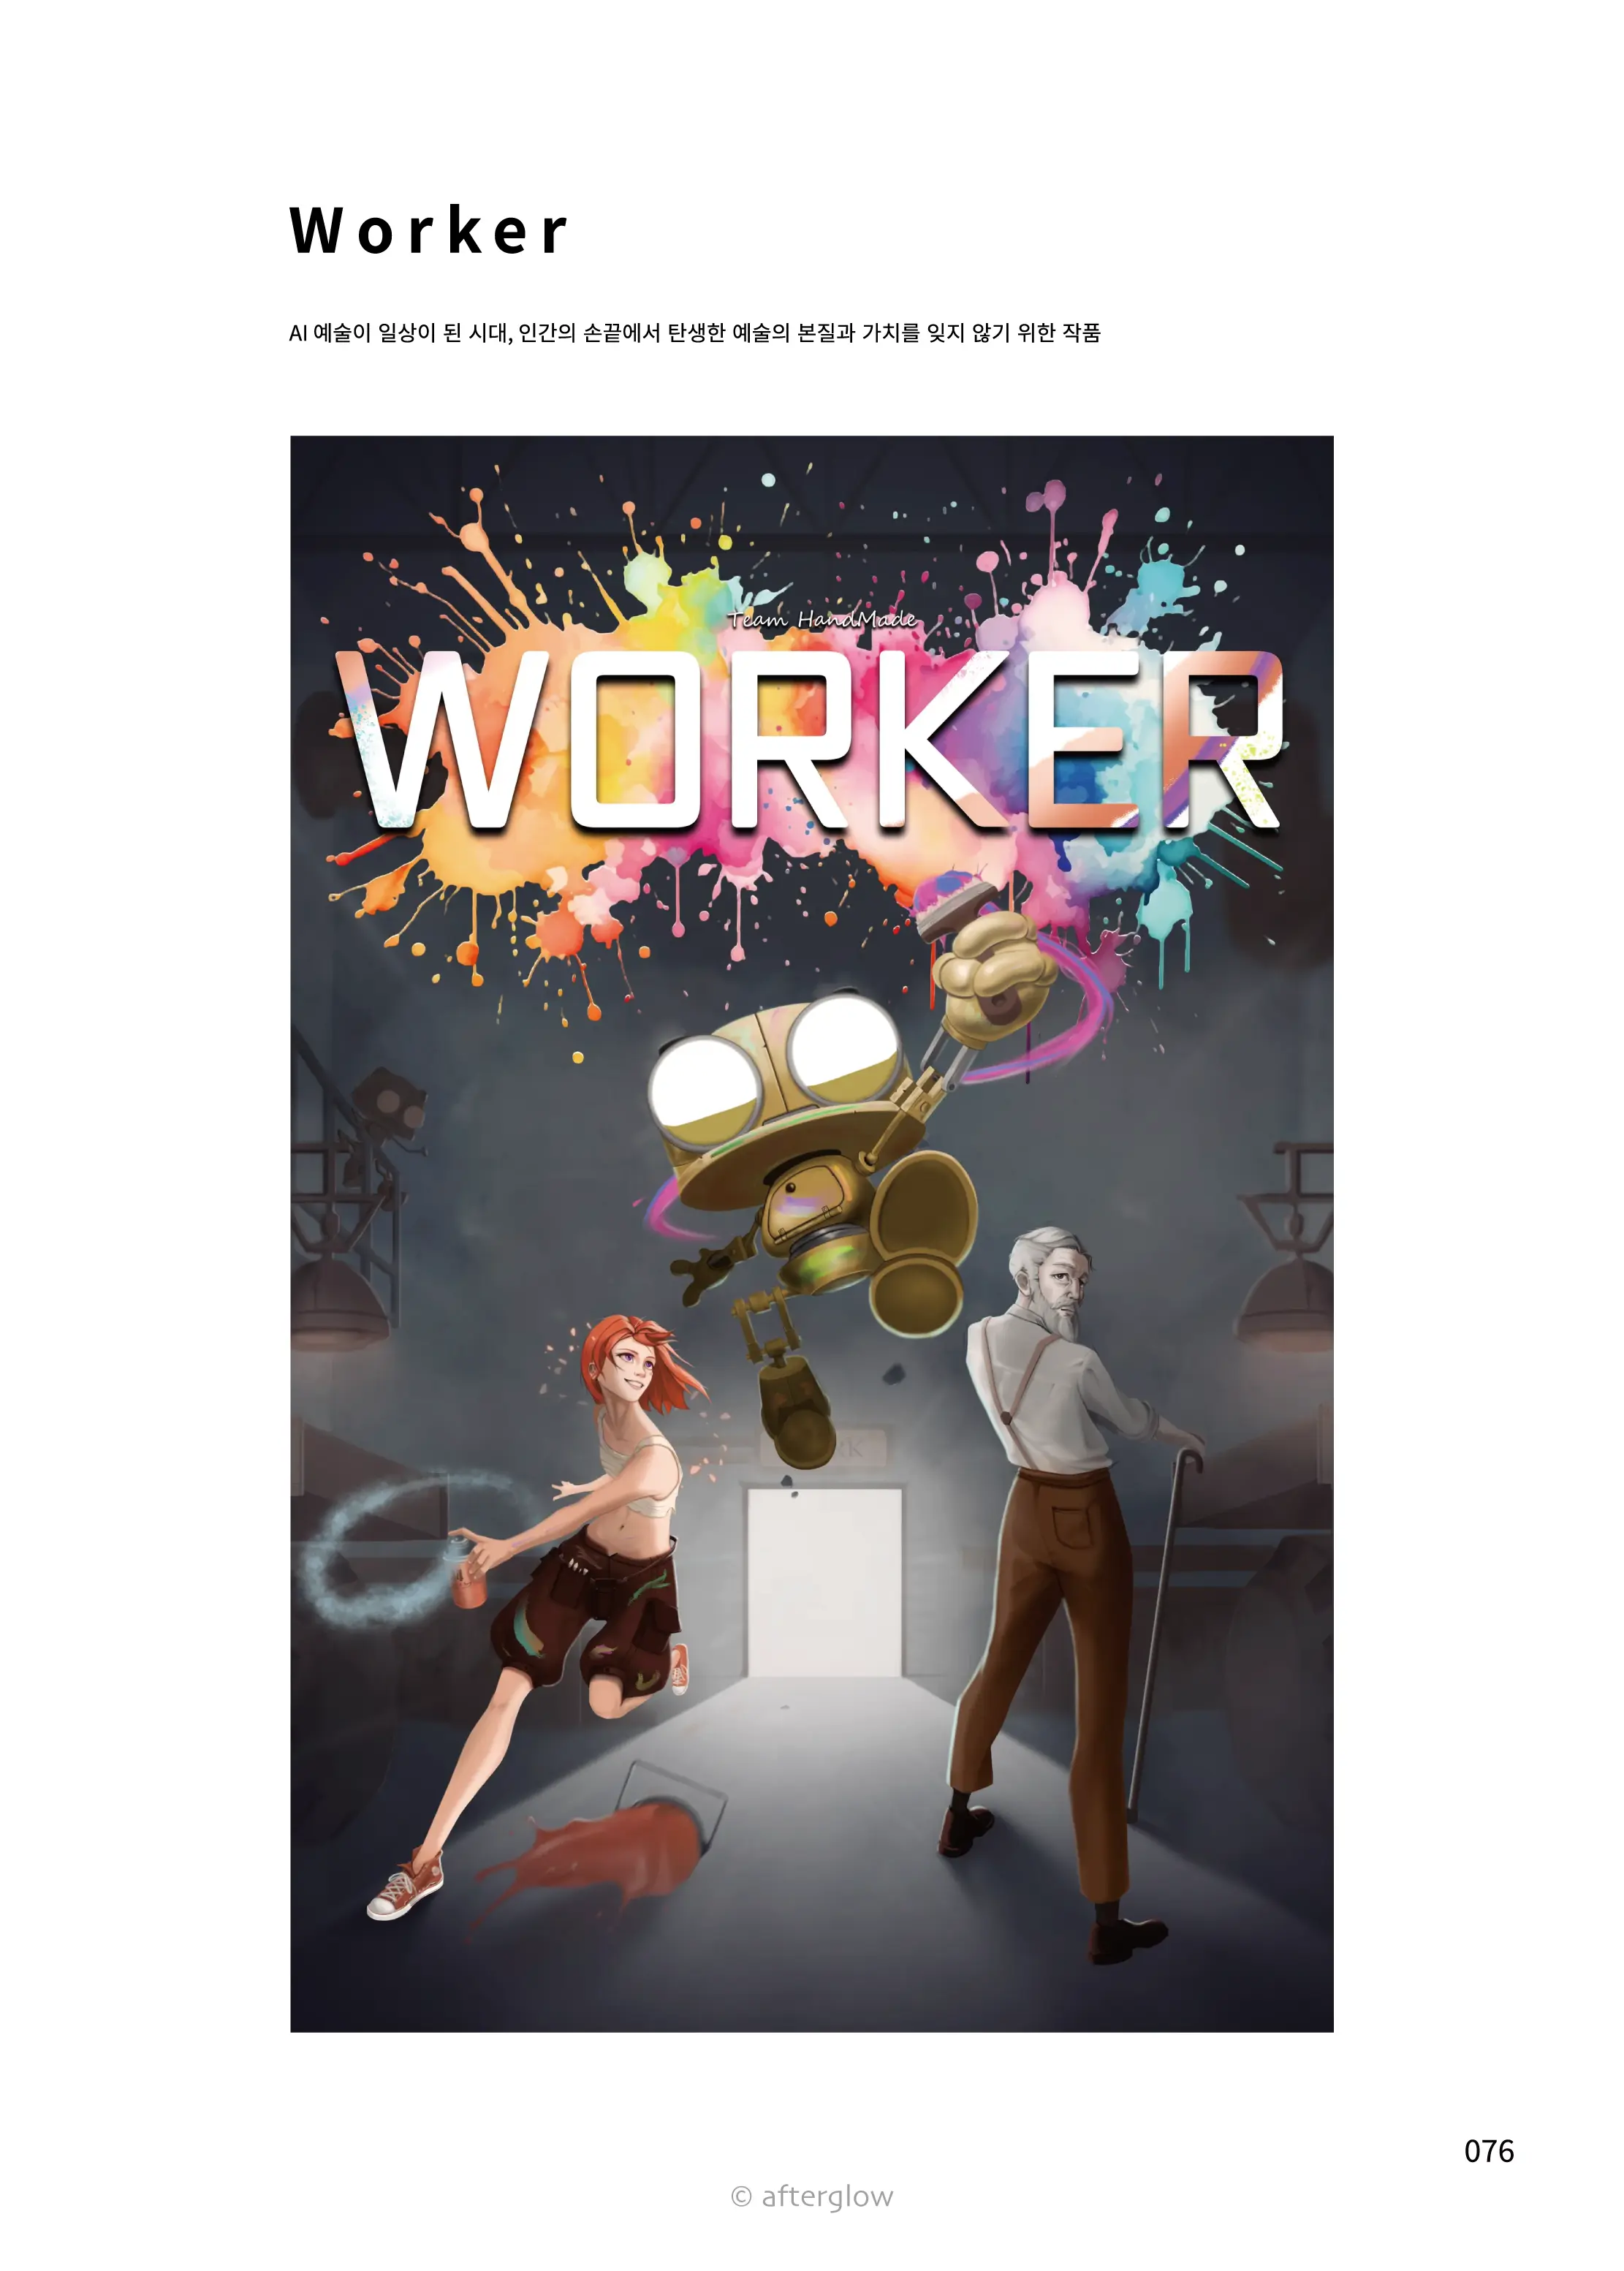 Worker
AI 예술이 일상이 된 시대, 인간의 손끝에서 탄생한 예술의 본질과 가치를 잊지 않기 위한 작품
Team HandMade
WORKER
076
© afterglow